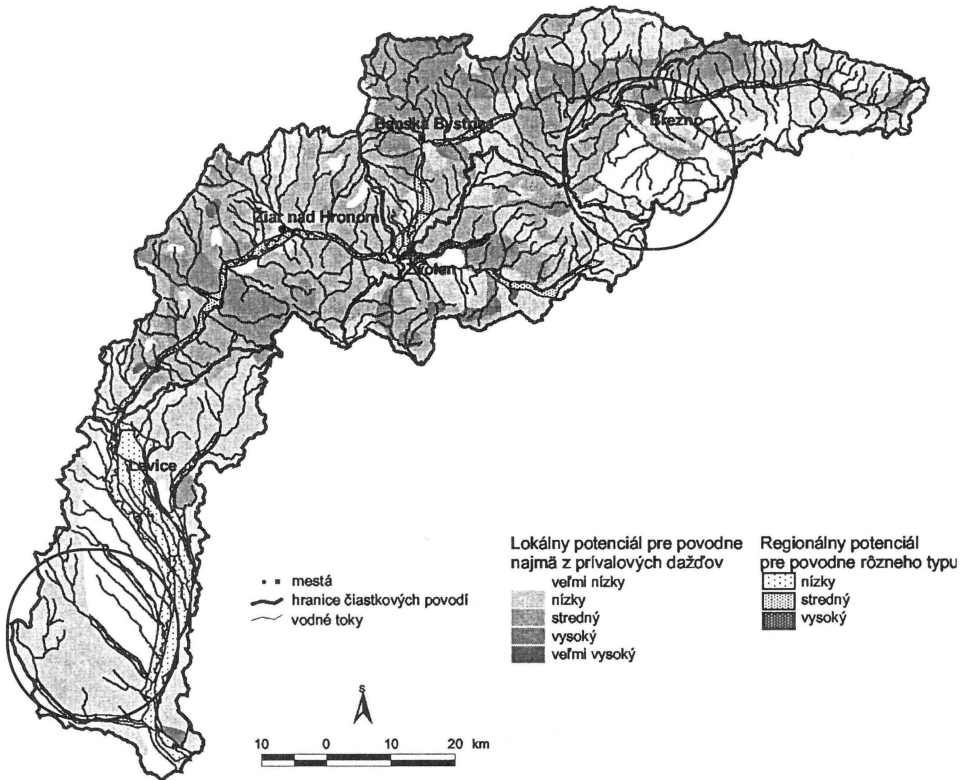 Banská Bystrica
Brezno
Žiar nad Hronom
Zvolen
Levice
mestá
hranice čiastkových povodí
vodné toky
Lokálny potenciál pre povodne
najmä z prívalových dažďov
veľmi nízky
nízky
stredný
vysoký
veľmi vysoký
Regionálny potenciál
pre povodne rôzneho typu
nízky
stredný
vysoký
S
10 0 10 20 km